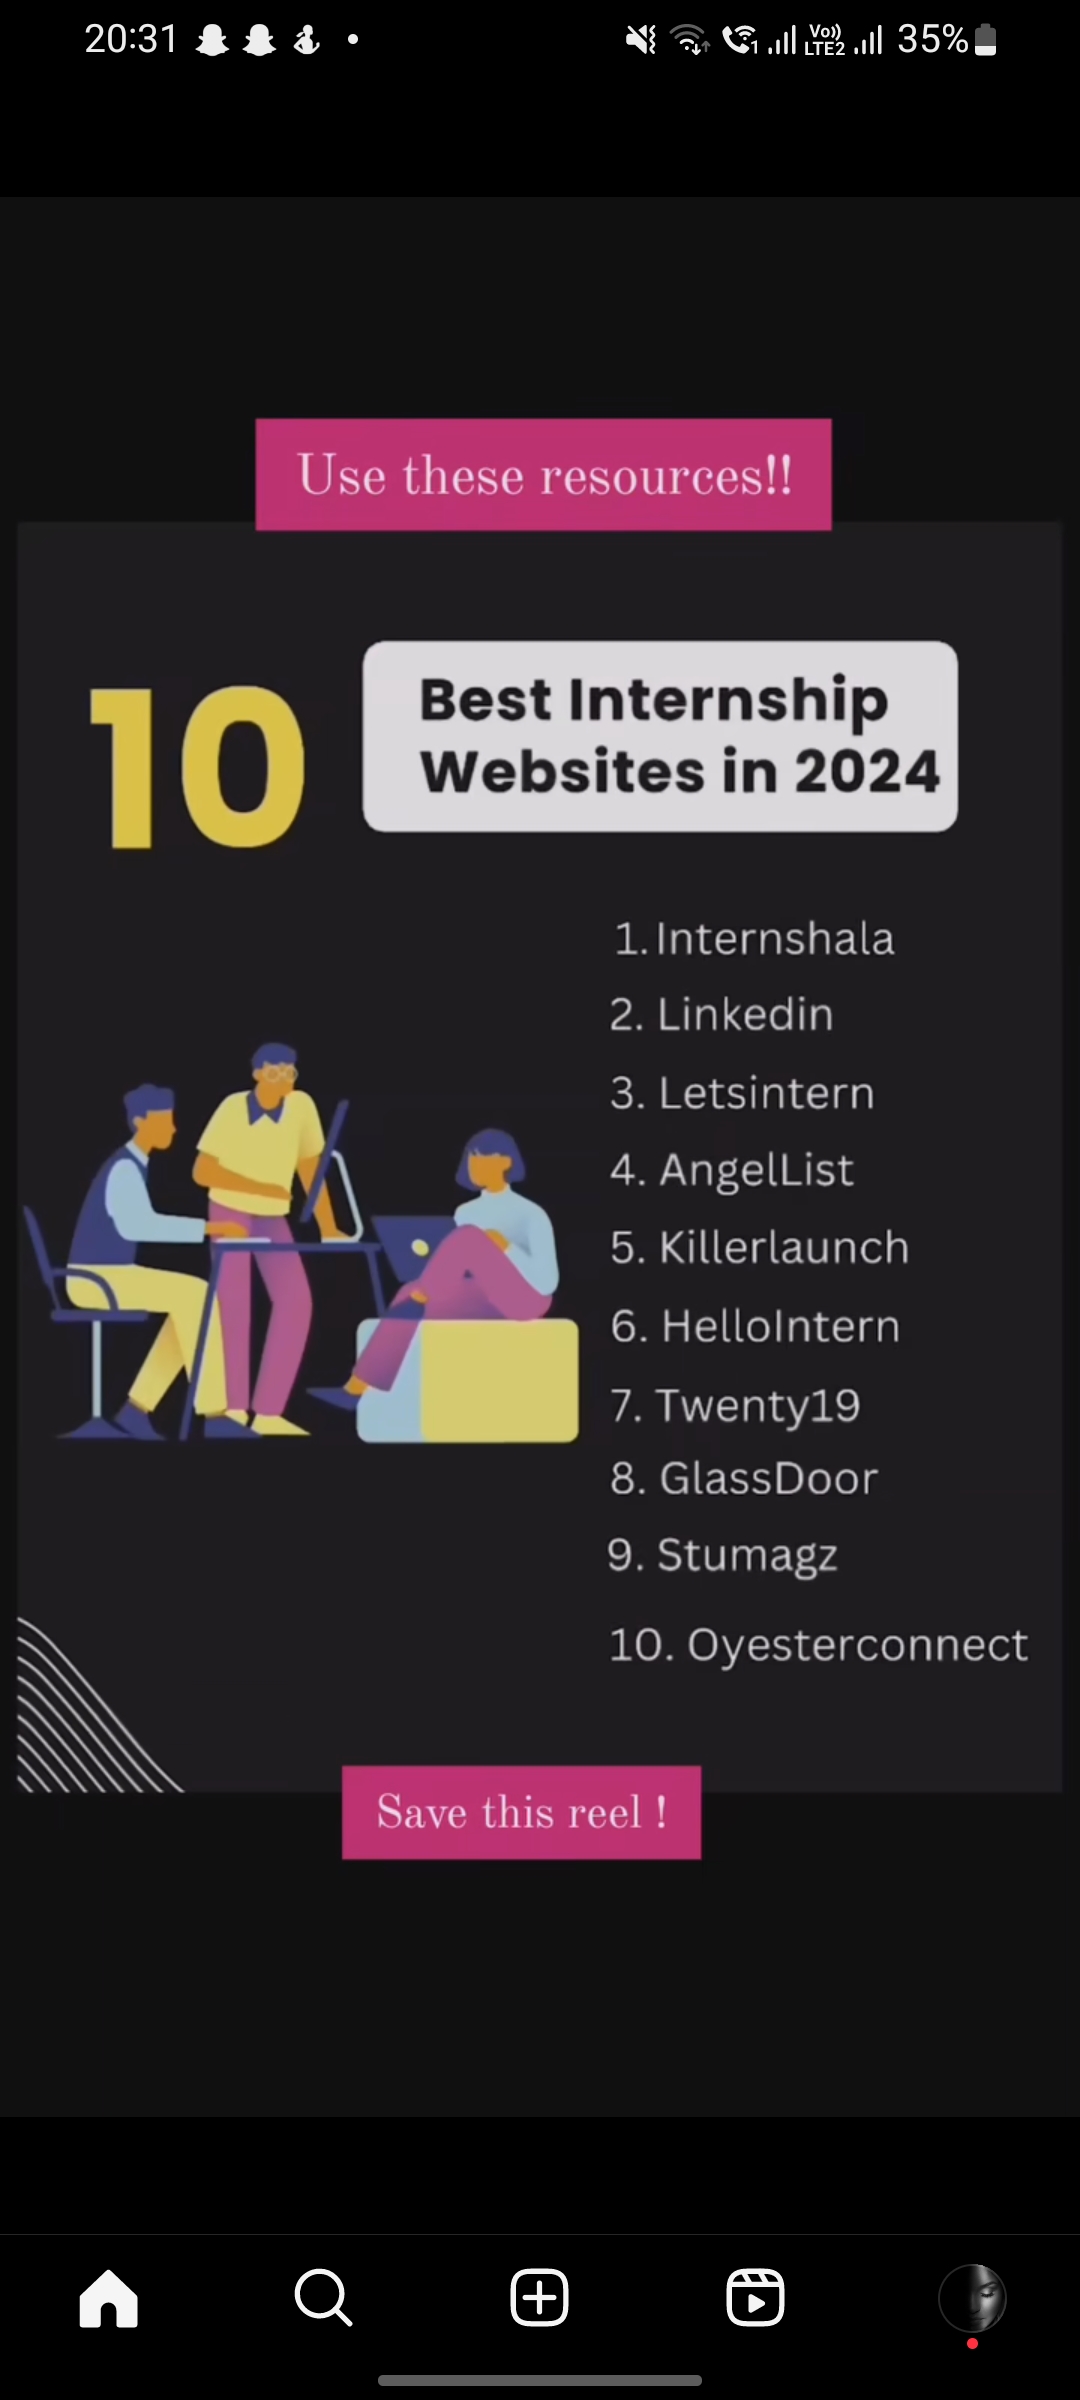 20:31
Vo))
LTE2
1
35%
Use these resources!!
10
Best Internship
Websites in 2024
1. Internshala
2. Linkedin
3. Letsintern
4. AngelList
5. Killerlaunch
6. HelloIntern
7. Twenty19
8. GlassDoor
9. Stumagz
10. Oyesterconnect
Save this reel !